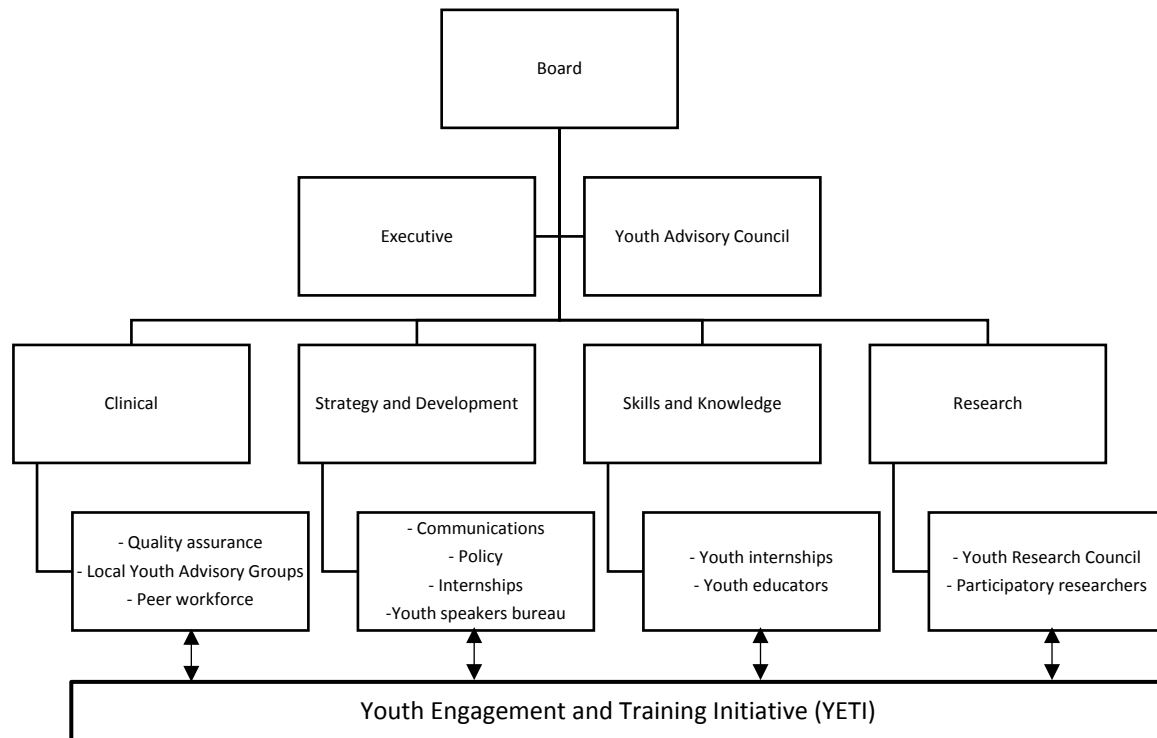 Board
Executive
Youth Advisory Council
Clinical
Strategy and Development
Skills and Knowledge
Research
- Quality assurance
- Local Youth Advisory Groups
- Peer workforce
- Communications
- Policy
- Internships
-Youth speakers bureau
- Youth internships
- Youth educators
- Youth Research Council
- Participatory researchers
Youth Engagement and Training Initiative (YETI)